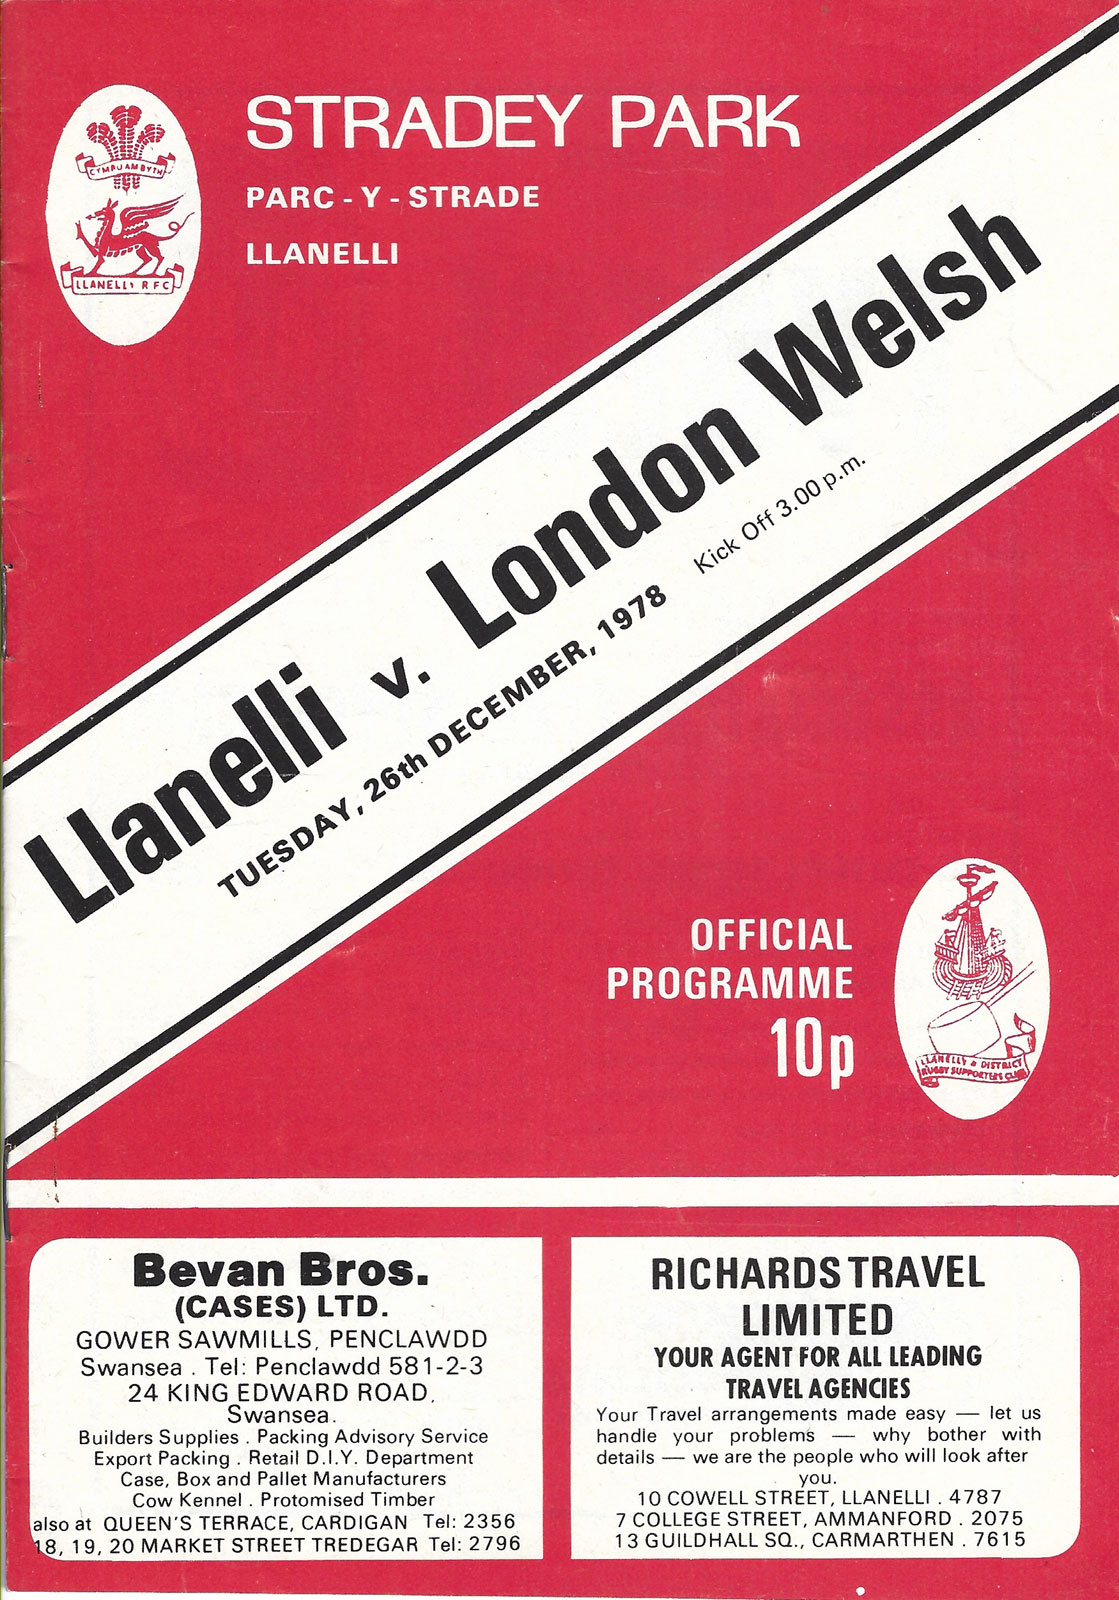 STRADEY PARK
PARC - Y - STRADE
LLANELLI
CYMRU AM BYTH
LLANELLY R F C
Llanelli v. London Welsh
TUESDAY, 26th DECEMBER, 1978
Kick Off 3.00 p.m.
OFFICIAL
PROGRAMME
10p
LLANELLY & DISTRICT
RUGBY SUPPORTERS CLUB
Bevan Bros.
(CASES) LTD.
GOWER SAWMILLS, PENCLAWDD
Swansea . Tel: Penclawdd 581-2-3
24 KING EDWARD ROAD,
Swansea.
Builders Supplies . Packing Advisory Service
Export Packing . Retail D.I.Y. Department
Case, Box and Pallet Manufacturers
Cow Kennel . Protomised Timber
also at QUEEN'S TERRACE, CARDIGAN Tel: 2356
18, 19, 20 MARKET STREET TREDEGAR Tel: 2796
RICHARDS TRAVEL
LIMITED
YOUR AGENT FOR ALL LEADING
TRAVEL AGENCIES
Your Travel arrangements made easy — let us
handle your problems — why bother with
details — we are the people who will look after
you.
10 COWELL STREET, LLANELLI . 4787
7 COLLEGE STREET, AMMANFORD . 2075
13 GUILDHALL SQ., CARMARTHEN . 7615